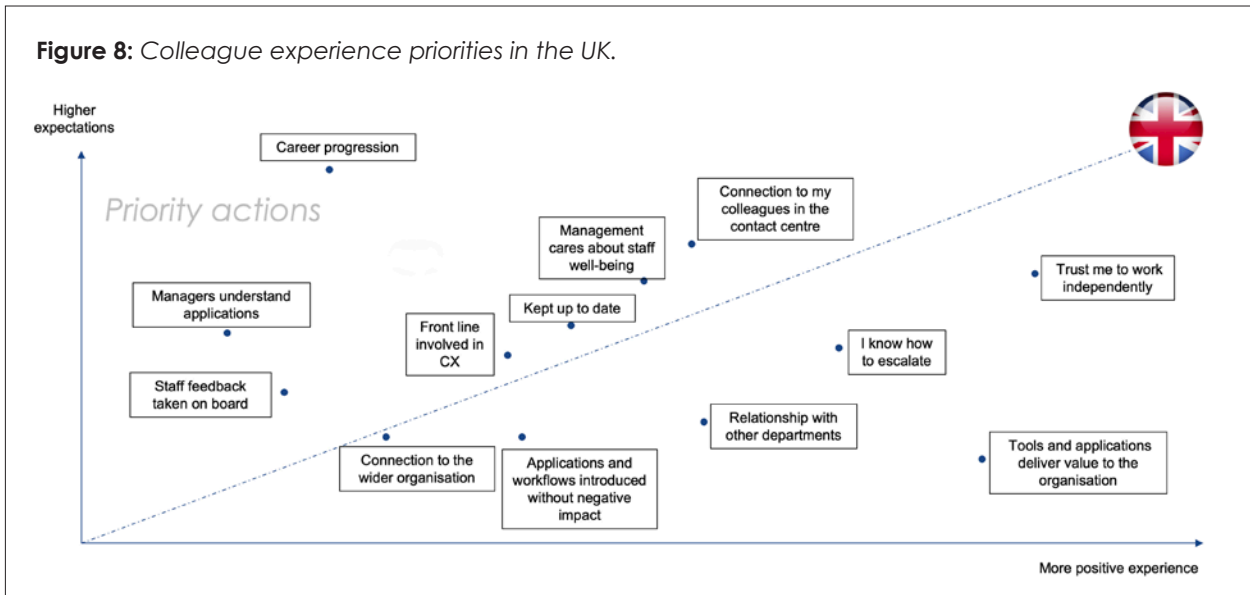 Figure 8: Colleague experience priorities in the UK.
Higher
expectations
Career progression
Priority actions
Connection to my
colleagues in the
contact centre
Management
cares about staff
well-being
Trust me to work
independently
Managers understand
applications
Kept up to date
Front line
involved in
CX
I know how
to escalate
Staff feedback
taken on board
Relationship with
other departments
Connection to the
wider organisation
Applications and
workflows introduced
without negative
impact
Tools and applications
deliver value to the
organisation
More positive experience